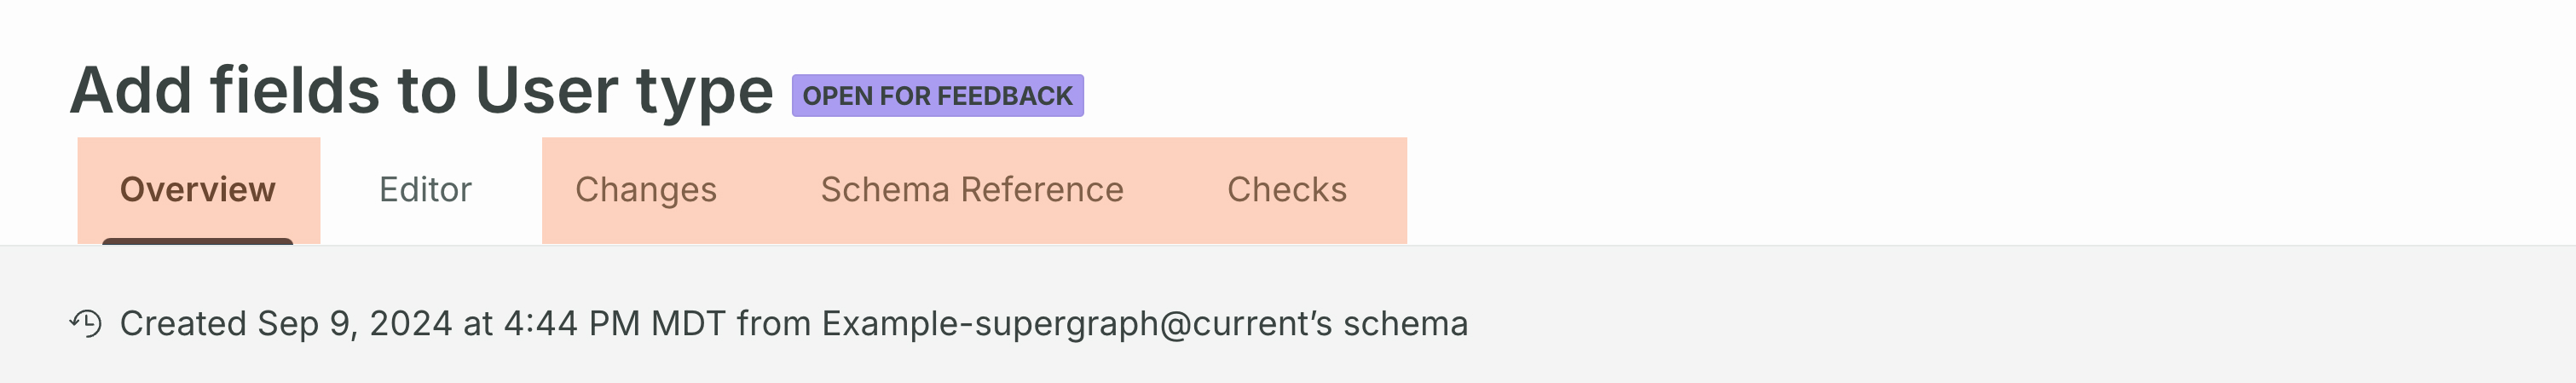 Add fields to User type OPEN FOR FEEDBACK
Overview Editor Changes Schema Reference Checks
Created Sep 9, 2024 at 4:44 PM MDT from Example-supergraph@current’s schema